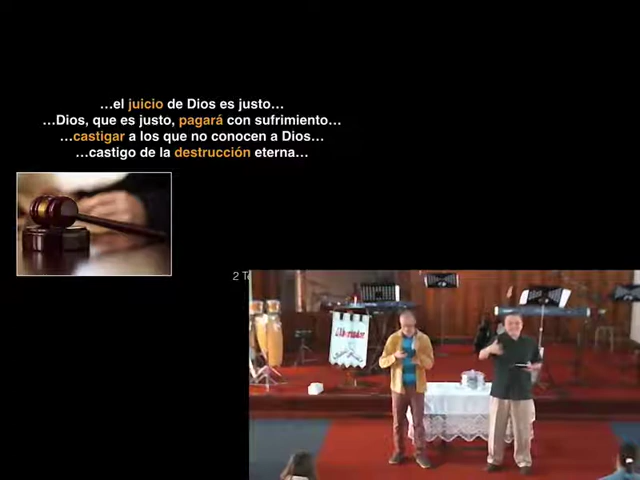 …el juicio de Dios es justo…
…Dios, que es justo, pagará con sufrimiento…
…castigar a los que no conocen a Dios…
…castigo de la destrucción eterna…
2 T